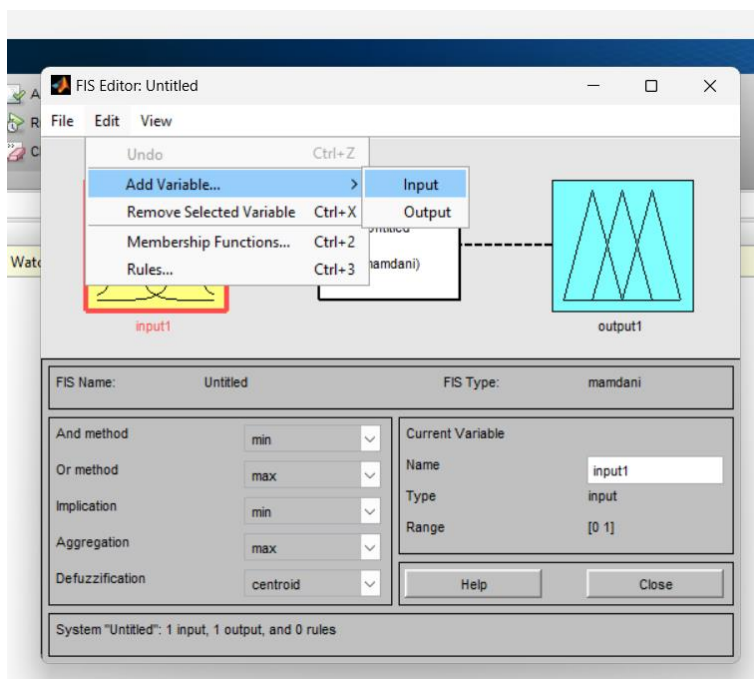 FIS Editor: Untitled
A
R
C
File Edit View
Undo Ctrl+Z
Add Variable... > Input
Remove Selected Variable Ctrl+X Output
Membership Functions... Ctrl+2
Rules... Ctrl+3
(mamdani)
input1 output1
FIS Name: Untitled FIS Type: mamdani
And method min
Or method max
Implication min
Aggregation max
Defuzzification centroid
Current Variable
Name input1
Type input
Range [0 1]
Help Close
System "Untitled": 1 input, 1 output, and 0 rules